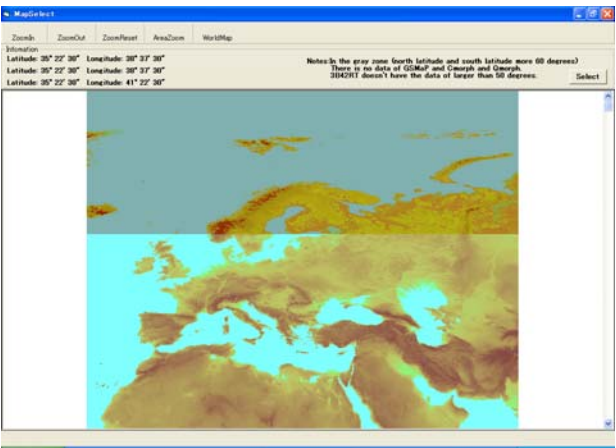 MapSelect
ZoomIn ZoomOut ZoomReset AreaZoom WorldMap
Infomation
Latitude: 35° 22' 30" Longitude: 38° 37' 30"
Latitude: 35° 22' 30" Longitude: 38° 37' 30"
Latitude: 35° 22' 30" Longitude: 41° 22' 30"
Notes:In the gray zone (north latitude and south latitude more 60 degrees)
There is no data of GSMaP and Cmorph and Qmorph.
3B42RT doesn't have the data of larger than 50 degrees.
Select